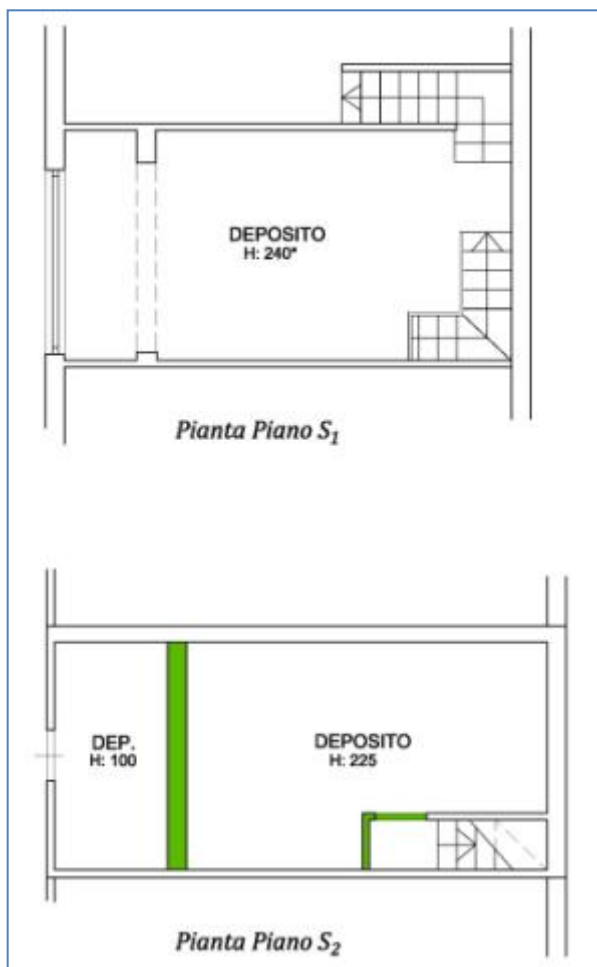 DEPOSITO
H: 240*
Pianta Piano S₁
DEP.
H: 100
DEPOSITO
H: 225
Pianta Piano S₂